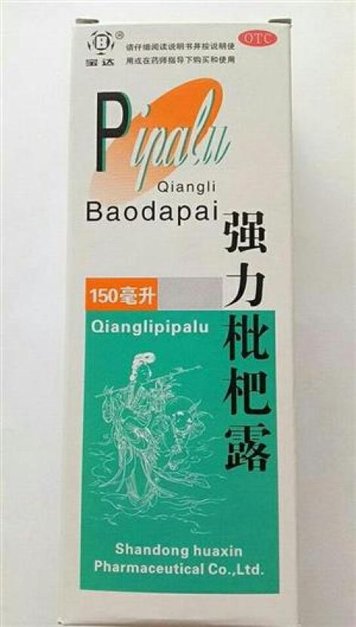 宝达®
请仔细阅读说明书并按说明使
用或在药师指导下购买和使用
OTC
Pipalu
Qiangli
Baodapai
强力枇杷露
150毫升
Qianglipipalu
Shandong huaxin
Pharmaceutical Co.,Ltd.